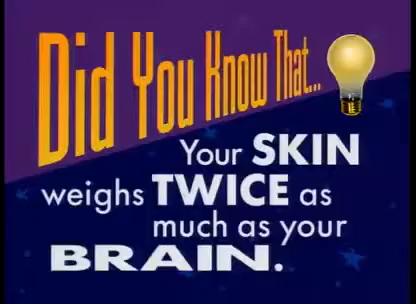 Did You Know That...
Your SKIN
weighs TWICE as
much as your
BRAIN.